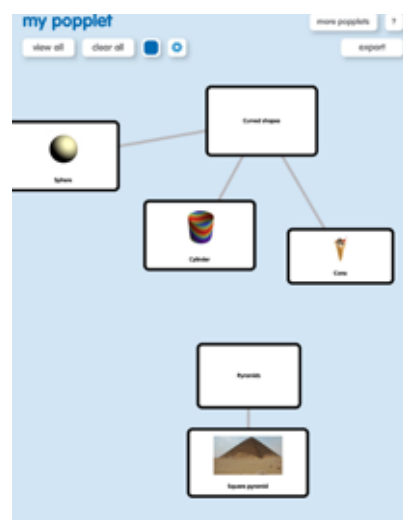 my popplet
more popplets
?
view all
clear all
export
Curved shapes
Sphere
Cylinder
Cone
Pyramids
Square pyramid